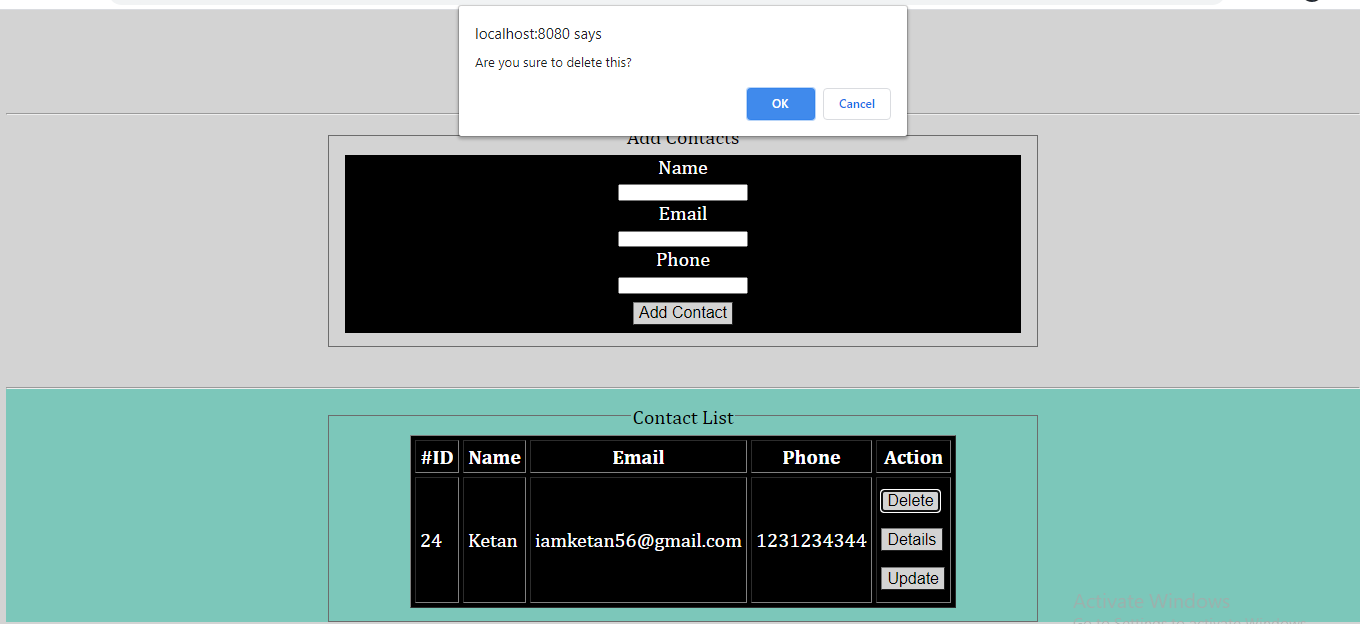 localhost:8080 says
Are you sure to delete this?
OK Cancel
Add Contacts
Name
Email
Phone
Add Contact
Contact List
#ID Name Email Phone Action
24 Ketan iamketan56@gmail.com 1231234344 Delete
Details
Update
Activate Windows